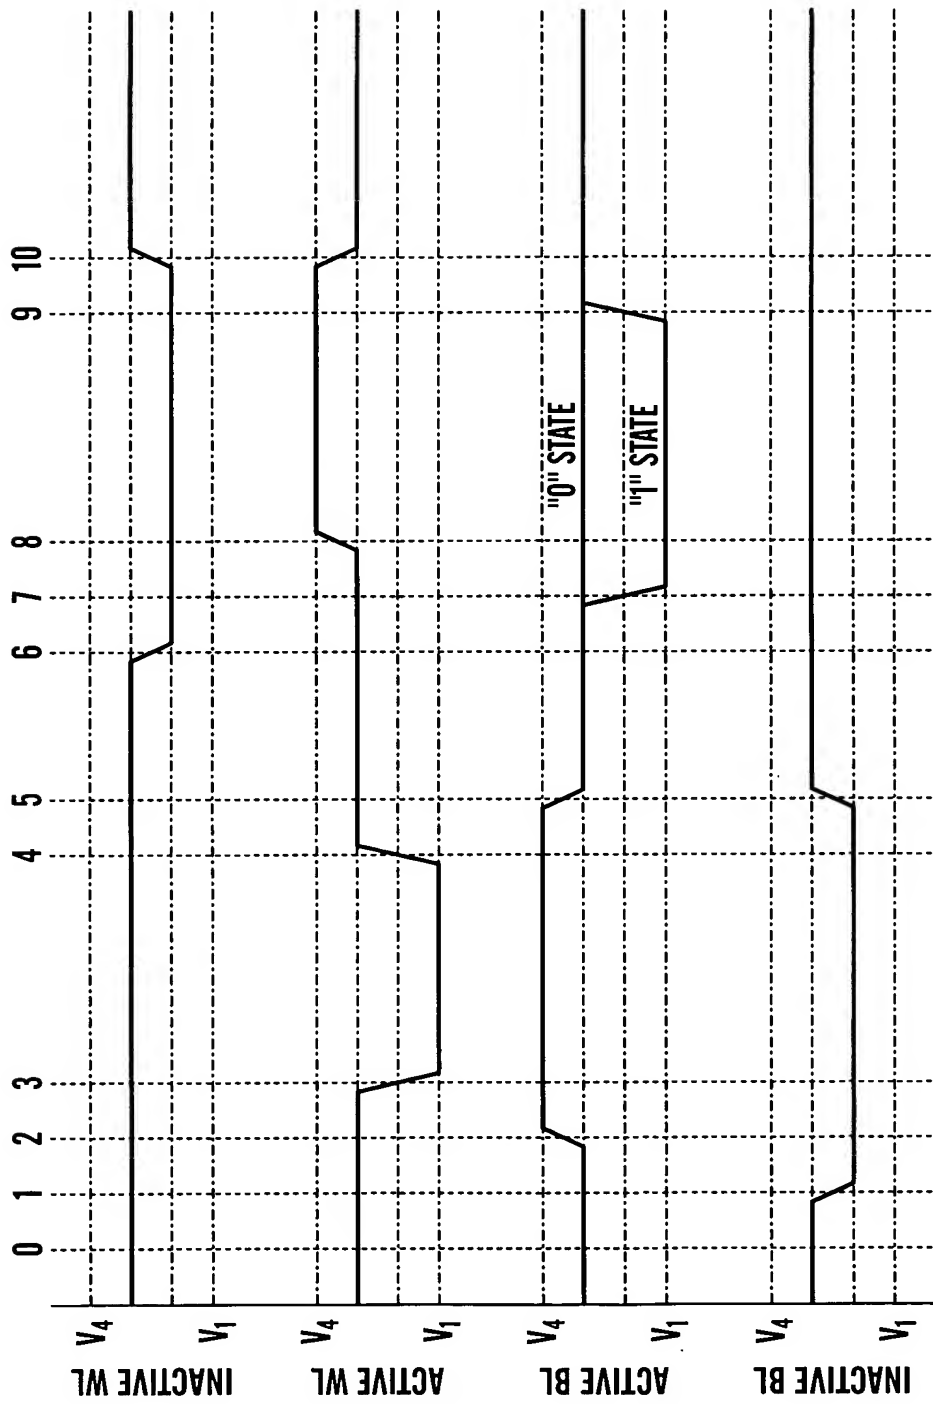 0 1 2 3 4 5 6 7 8 9 10
V4
INACTIVE WL
V1
V4
ACTIVE WL
V1
V4
ACTIVE BL
V1
"0" STATE
"1" STATE
V4
INACTIVE BL
V1